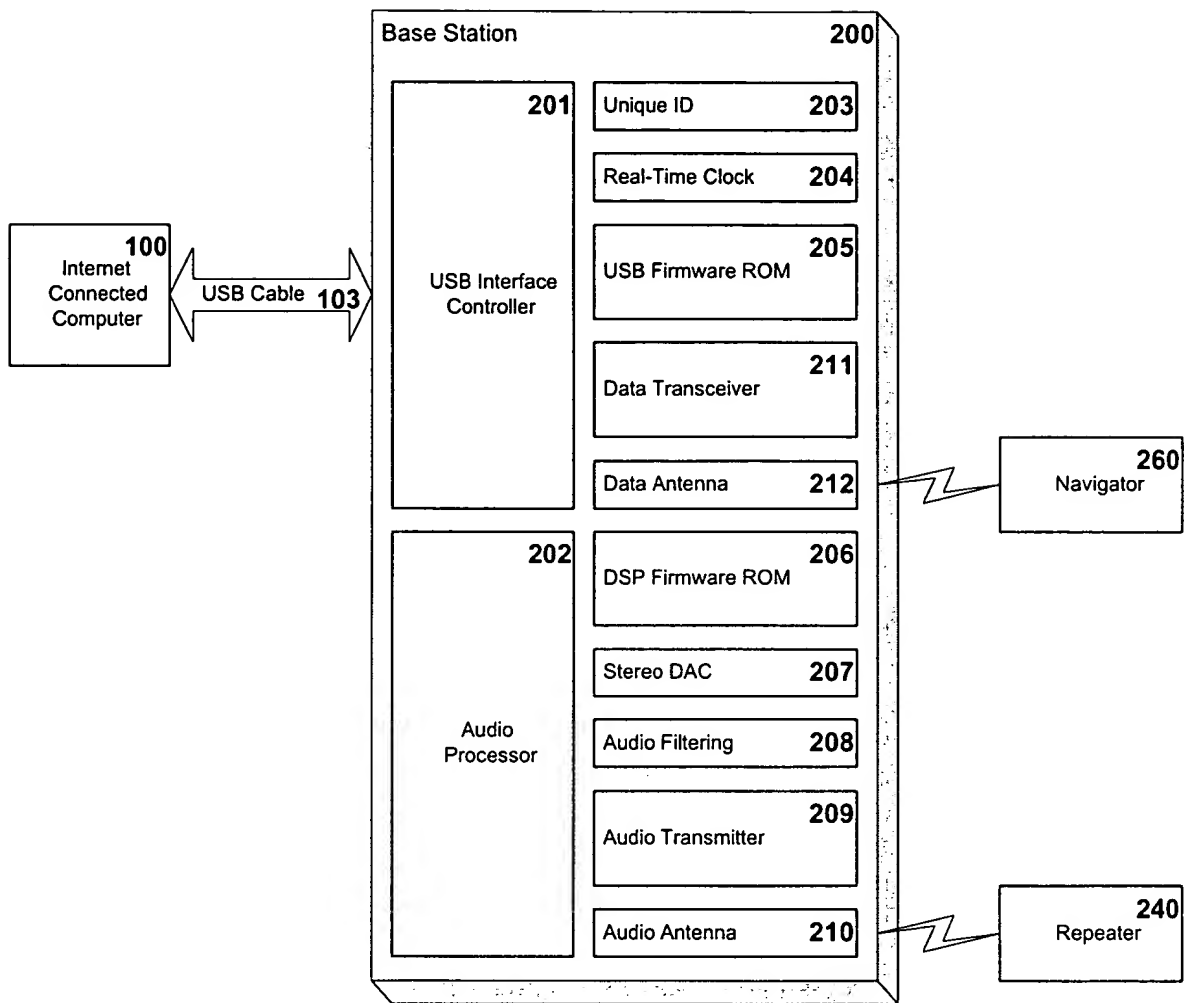 Base Station 200
201
USB Interface
Controller
Unique ID 203
Real-Time Clock 204
205
USB Firmware ROM
211
Data Transceiver
Data Antenna 212
100
Internet
Connected
Computer
USB Cable 103
260
Navigator
202
Audio
Processor
206
DSP Firmware ROM
Stereo DAC 207
Audio Filtering 208
209
Audio Transmitter
Audio Antenna 210
240
Repeater